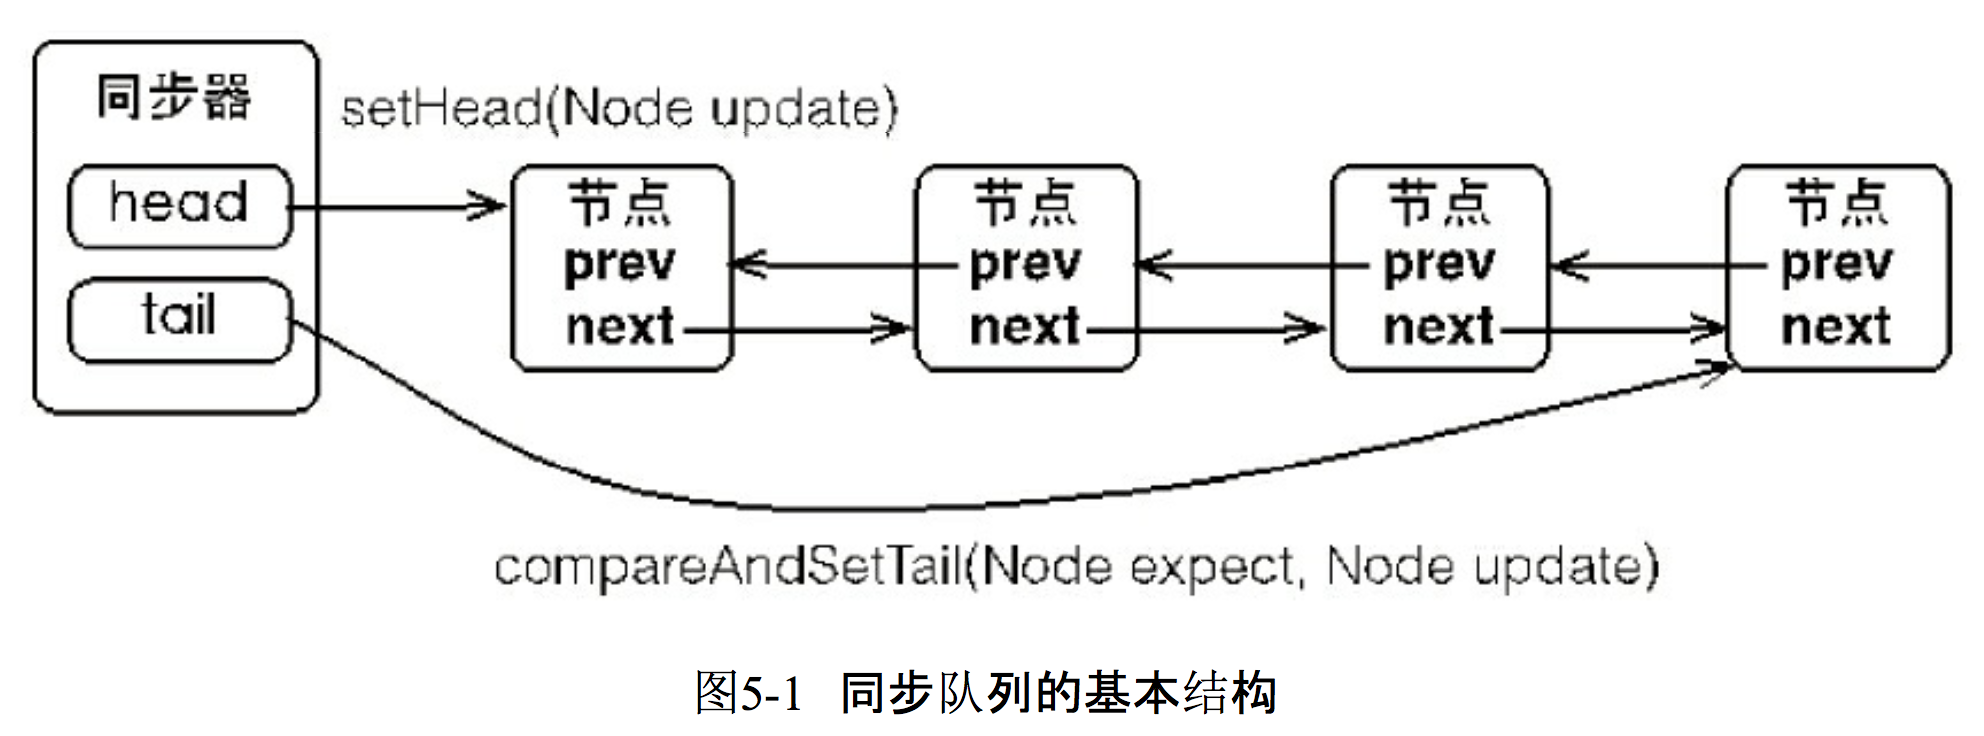 同步器
setHead(Node update)
head
tail
节点
prev
next
节点
prev
next
节点
prev
next
节点
prev
next
compareAndSetTail(Node expect, Node update)
图5-1 同步队列的基本结构